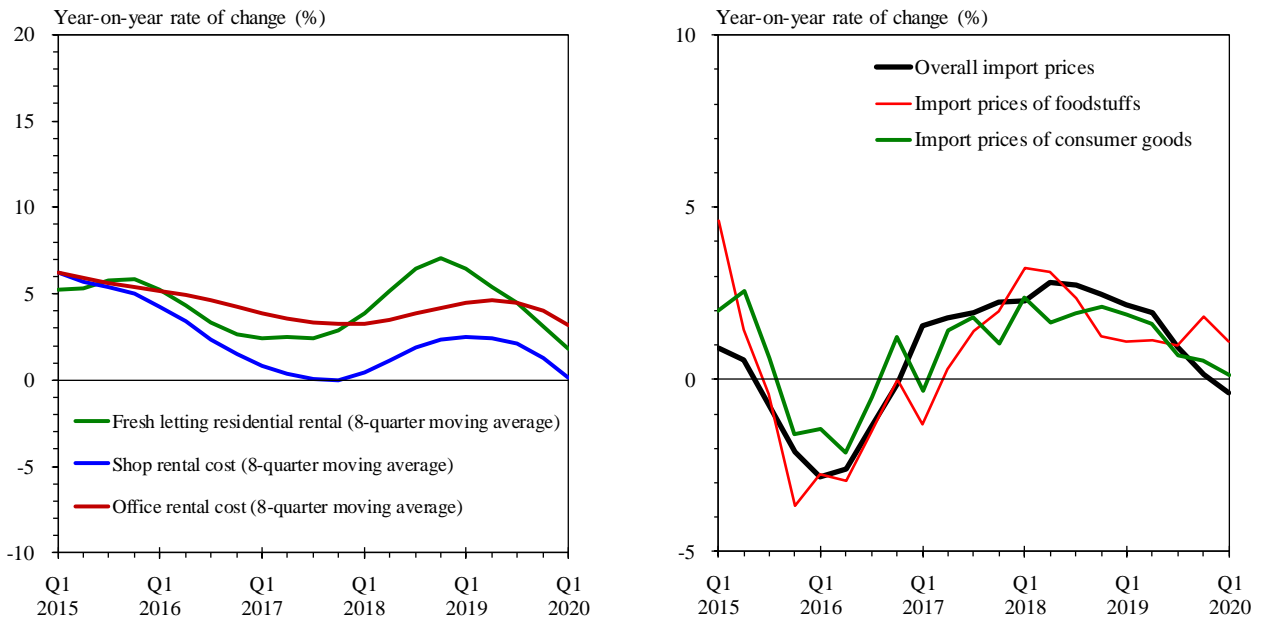 Year-on-year rate of change (%)
20
15
10
5
0
-5
-10
Fresh letting residential rental (8-quarter moving average)
Shop rental cost (8-quarter moving average)
Office rental cost (8-quarter moving average)
Q1 Q1 Q1 Q1 Q1 Q1
2015 2016 2017 2018 2019 2020
Year-on-year rate of change (%)
10
5
0
-5
Overall import prices
Import prices of foodstuffs
Import prices of consumer goods
Q1 Q1 Q1 Q1 Q1 Q1
2015 2016 2017 2018 2019 2020